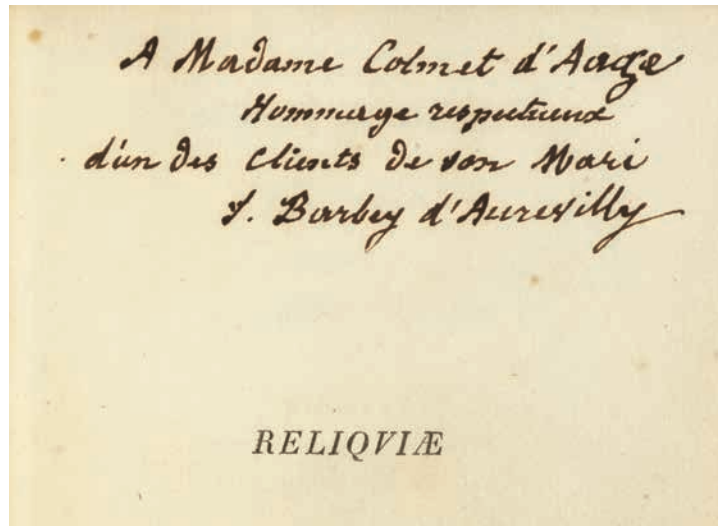 A Madame Colmet d'Aage
Hommage respectueux
d'un des Clients de son Mari
J. Barbey d'Aurevilly
RELIQVIÆ